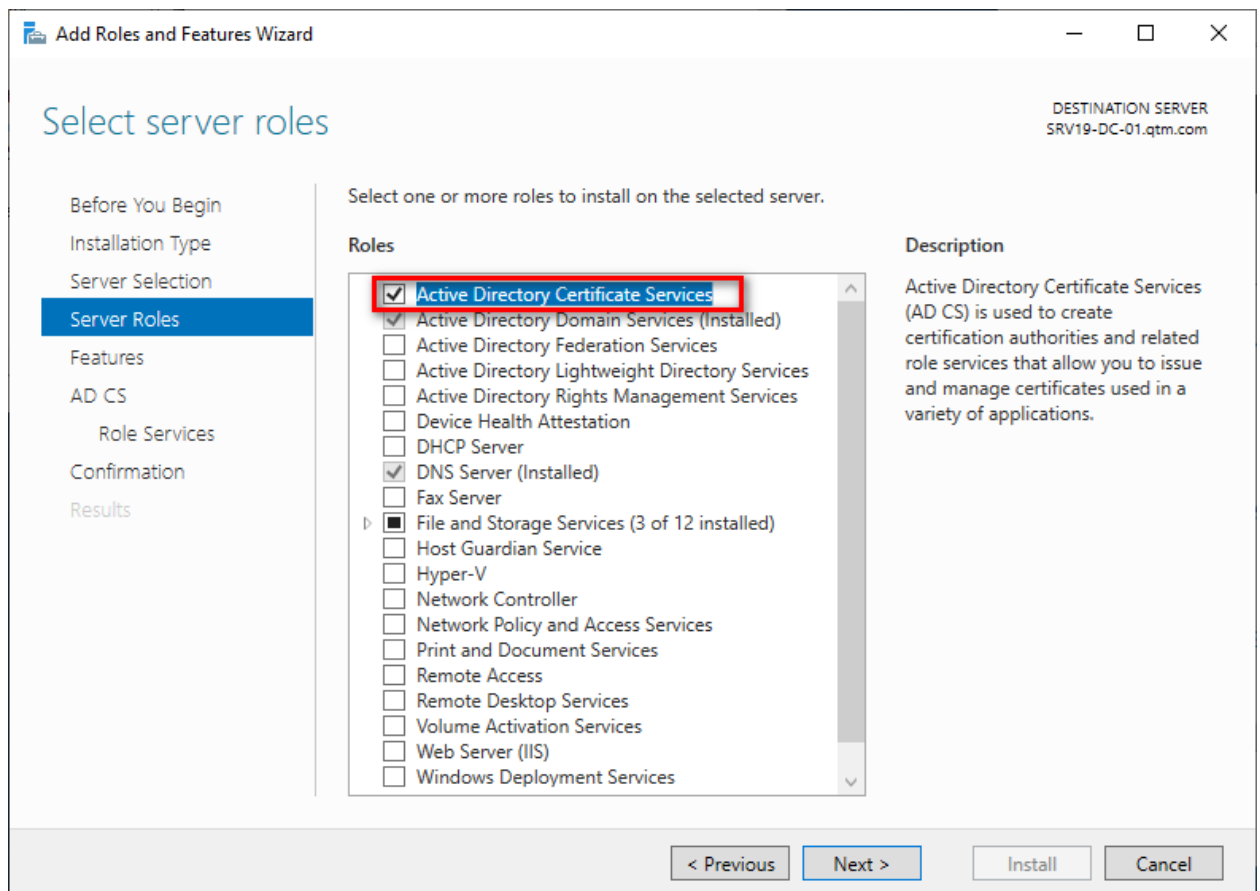 Add Roles and Features Wizard
Select server roles
DESTINATION SERVER
SRV19-DC-01.qtm.com
Before You Begin
Installation Type
Server Selection
Server Roles
Features
AD CS
Role Services
Confirmation
Results
Select one or more roles to install on the selected server.
Roles
Active Directory Certificate Services
Active Directory Domain Services (Installed)
Active Directory Federation Services
Active Directory Lightweight Directory Services
Active Directory Rights Management Services
Device Health Attestation
DHCP Server
DNS Server (Installed)
Fax Server
File and Storage Services (3 of 12 installed)
Host Guardian Service
Hyper-V
Network Controller
Network Policy and Access Services
Print and Document Services
Remote Access
Remote Desktop Services
Volume Activation Services
Web Server (IIS)
Windows Deployment Services
Description
Active Directory Certificate Services
(AD CS) is used to create
certification authorities and related
role services that allow you to issue
and manage certificates used in a
variety of applications.
< Previous
Next >
Install
Cancel